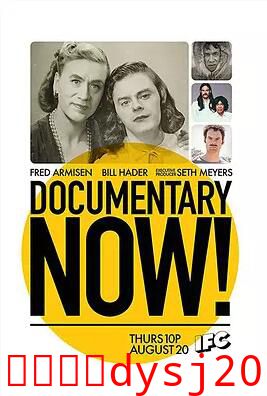 FRED ARMISEN BILL HADER EXECUTIVE PRODUCER SETH MEYERS
DOCUMENTARY
NOW!
THURS 10P
AUGUST 20 IFC
dysj20